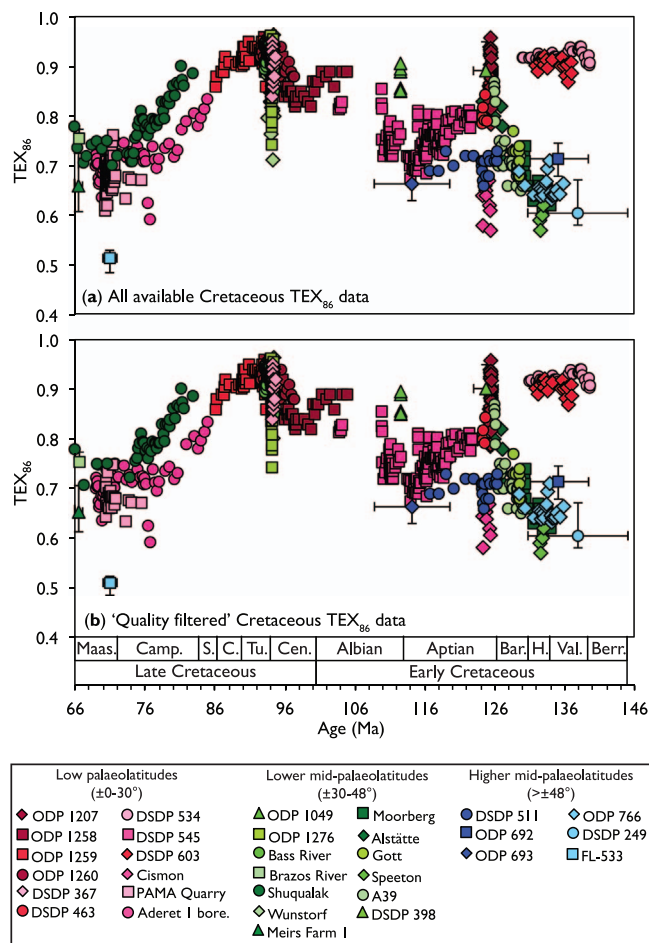 1.0
0.9
0.8
TEX86
0.7
0.6
0.5
(a) All available Cretaceous TEX86 data
0.4
1.0
0.9
0.8
TEX86
0.7
0.6
0.5
(b) 'Quality filtered' Cretaceous TEX86 data
0.4
Maas. Camp. S. C. Tu. Cen. Albian Aptian Bar. H. Val. Berr.
Late Cretaceous Early Cretaceous
66 76 86 96 106 116 126 136 146
Age (Ma)
Low palaeolatitudes
(±0-30°)
ODP 1207 DSDP 534
ODP 1258 DSDP 545
ODP 1259 DSDP 603
ODP 1260 Cismon
DSDP 367 PAMA Quarry
DSDP 463 Aderet 1 bore.
Lower mid-palaeolatitudes
(±30-48°)
ODP 1049 Moorberg
ODP 1276 Alstätte
Bass River Gott
Brazos River Speeton
Shuqualak A39
Wunstorf DSDP 398
Meirs Farm 1
Higher mid-palaeolatitudes
(>±48°)
DSDP 511 ODP 766
ODP 692 DSDP 249
ODP 693 FL-533